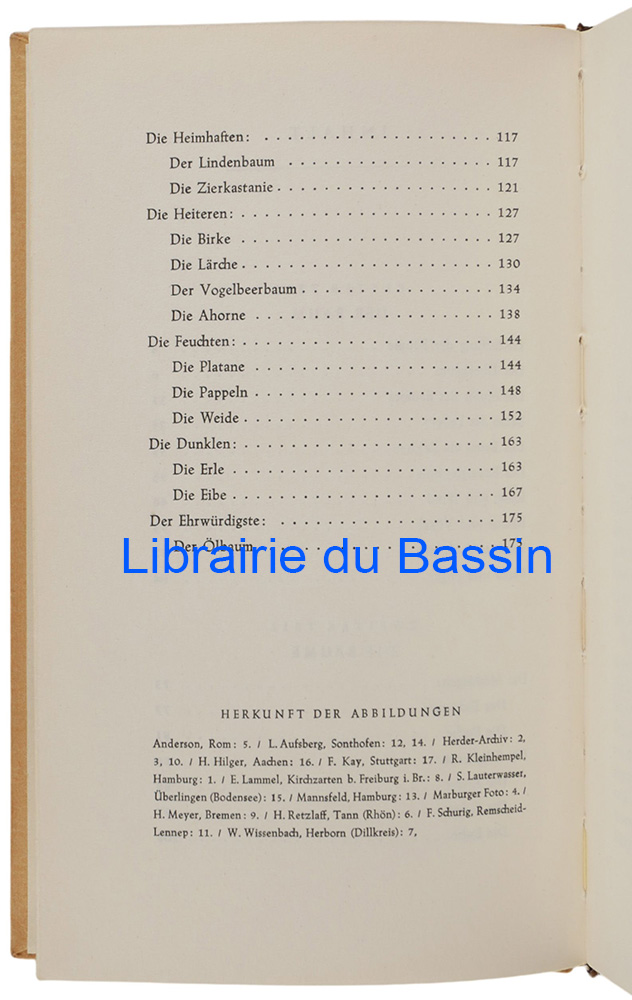 Die Heimhaften: . . . . . . . . . . . . . . . . . . . . 117
Der Lindenbaum . . . . . . . . . . . . . . . . . . 117
Die Zierkastanie . . . . . . . . . . . . . . . . . . . 121
Die Heiteren: . . . . . . . . . . . . . . . . . . . . . . 127
Die Birke . . . . . . . . . . . . . . . . . . . . . . 127
Die Lärche . . . . . . . . . . . . . . . . . . . . . . 130
Der Vogelbeerbaum . . . . . . . . . . . . . . . . . 134
Die Ahorne . . . . . . . . . . . . . . . . . . . . . 138
Die Feuchten: . . . . . . . . . . . . . . . . . . . . . . 144
Die Platane . . . . . . . . . . . . . . . . . . . . . 144
Die Pappeln . . . . . . . . . . . . . . . . . . . . . 148
Die Weide . . . . . . . . . . . . . . . . . . . . . . 152
Die Dunklen: . . . . . . . . . . . . . . . . . . . . . . 163
Die Erle . . . . . . . . . . . . . . . . . . . . . . . 163
Die Eibe . . . . . . . . . . . . . . . . . . . . . . . 167
Der Ehrwürdigste: . . . . . . . . . . . . . . . . . . . 175
Der Ölbaum . . . . . . . . . . . . . . . . . . . . . 175
Librairie du Bassin
HERKUNFT DER ABBILDUNGEN
Anderson, Rom: 5. / L. Aufsberg, Sonthofen: 12, 14. / Herder-Archiv: 2,
3, 10. / H. Hilger, Aachen: 16. / F. Kay, Stuttgart: 17. / R. Kleinhempel,
Hamburg: 1. / E. Lammel, Kirchzarten b. Freiburg i. Br.: 8. / S. Lauterwasser,
Überlingen (Bodensee): 15. / Mannsfeld, Hamburg: 13. / Marburger Foto: 4. /
H. Meyer, Bremen: 9. / H. Retzlaff, Tann (Rhön): 6. / F. Schurig, Remscheid-
Lennep: 11. / W. Wissenbach, Herborn (Dillkreis): 7,